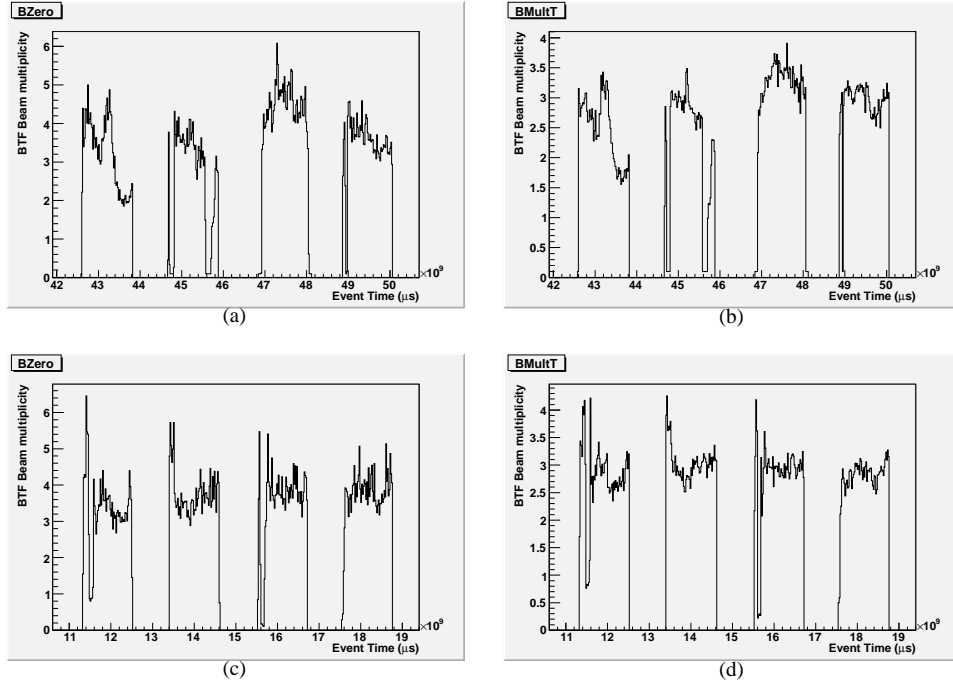 BZero
BTF Beam multiplicity
6
5
4
3
2
1
0
42 43 44 45 46 47 48 49 50
×10⁹
Event Time (μs)
(a)
BMultT
BTF Beam multiplicity
4
3.5
3
2.5
2
1.5
1
0.5
0
42 43 44 45 46 47 48 49 50
×10⁹
Event Time (μs)
(b)
BZero
BTF Beam multiplicity
6
5
4
3
2
1
0
11 12 13 14 15 16 17 18 19
×10⁹
Event Time (μs)
(c)
BMultT
BTF Beam multiplicity
4
3.5
3
2.5
2
1.5
1
0.5
0
11 12 13 14 15 16 17 18 19
×10⁹
Event Time (μs)
(d)